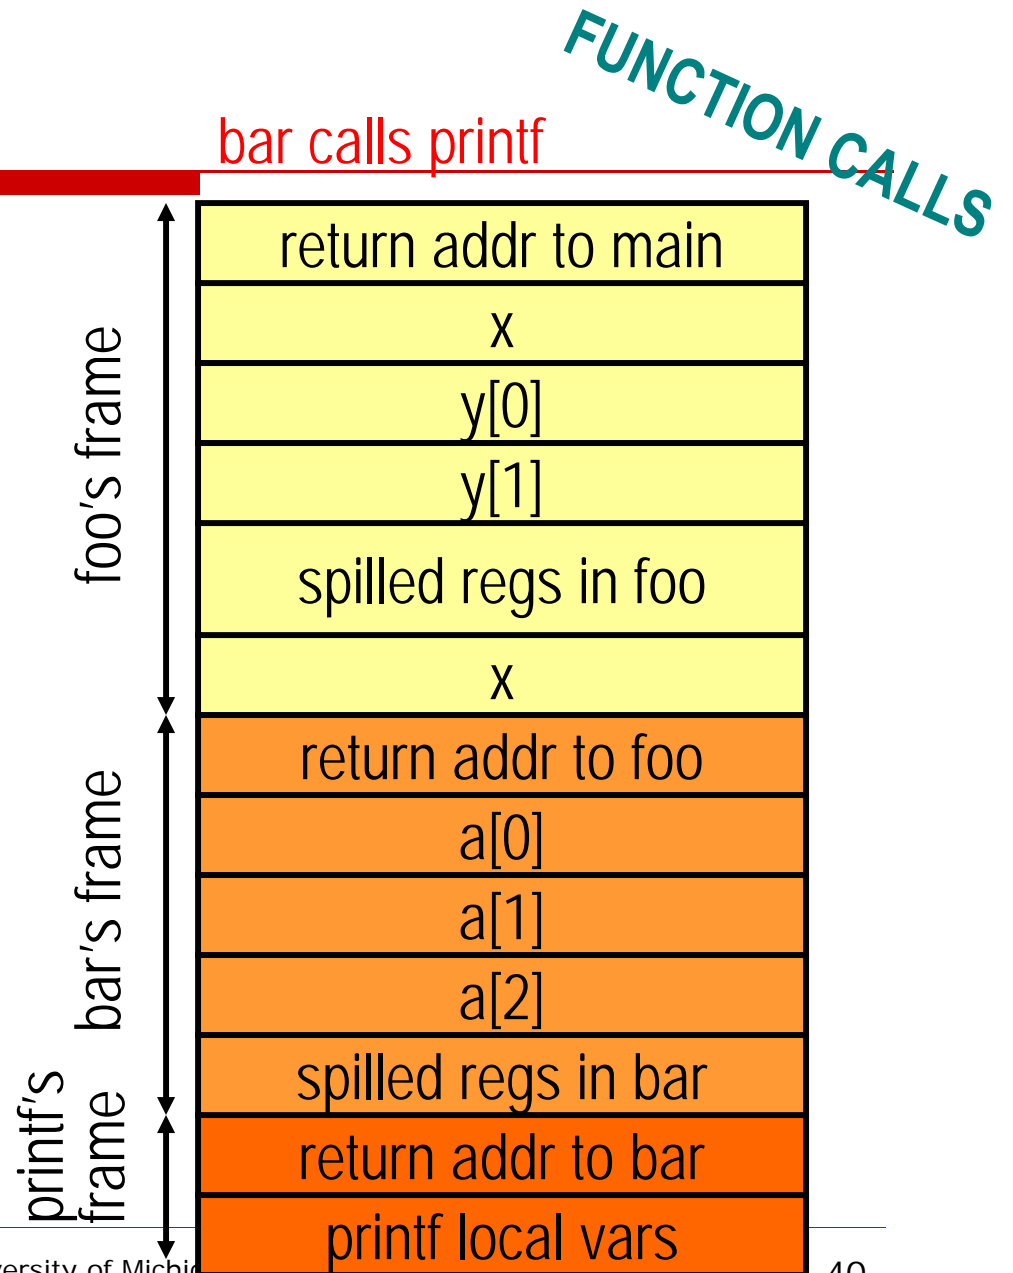 FUNCTION CALLS
bar calls printf
foo's frame
return addr to main
x
y[0]
y[1]
spilled regs in foo
x
bar's frame
return addr to foo
a[0]
a[1]
a[2]
spilled regs in bar
printf's
frame
return addr to bar
printf local vars
of